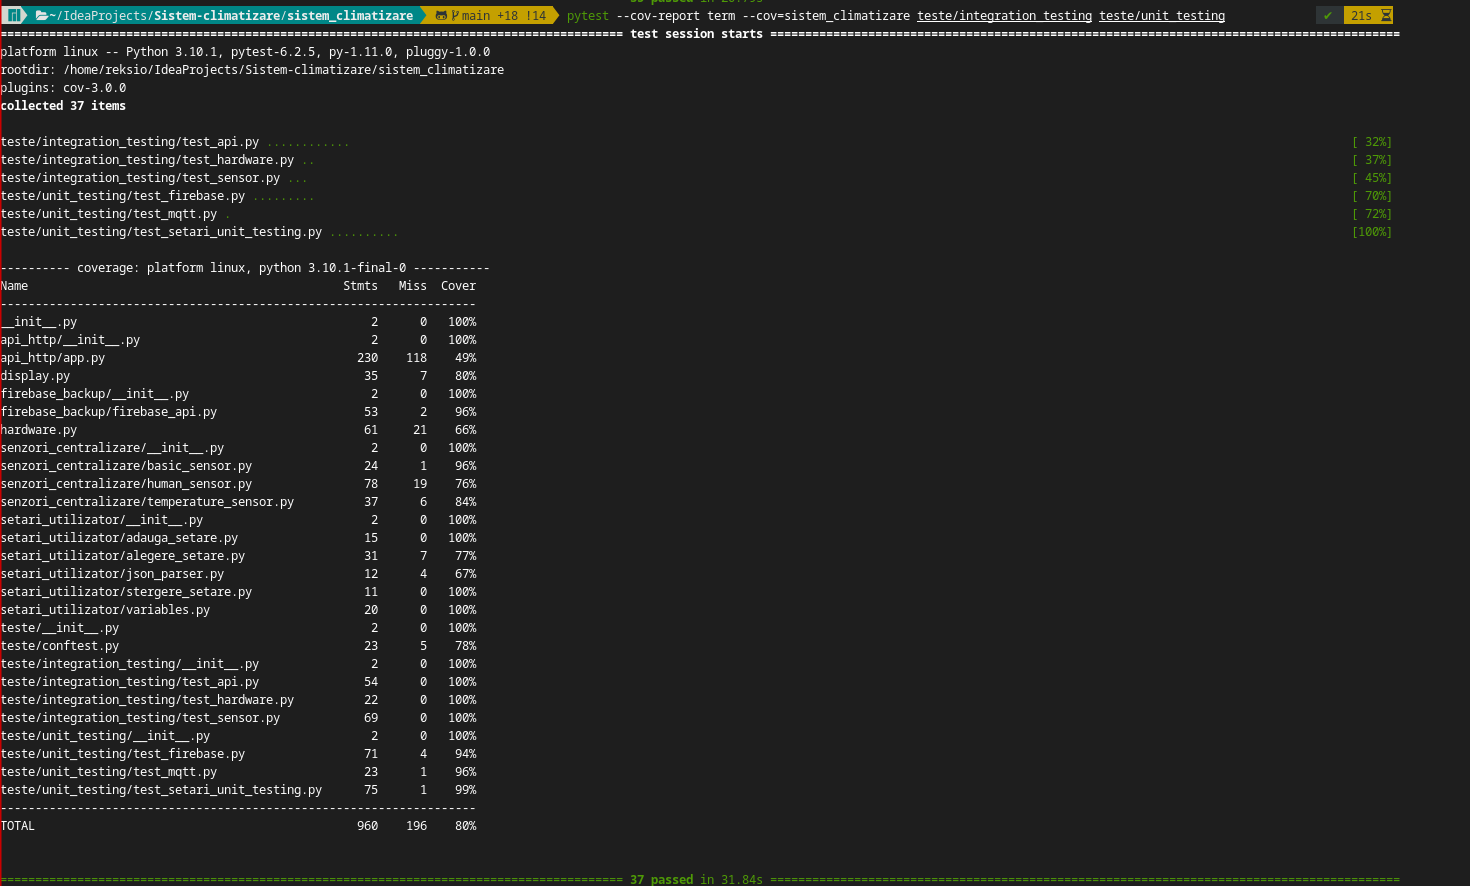 ~/IdeaProjects/Sistem-climatizare/sistem_climatizare main +18 !14 pytest --cov-report term --cov=sistem_climatizare teste/integration_testing teste/unit_testing ✔ 21s
============================== test session starts ==============================
platform linux -- Python 3.10.1, pytest-6.2.5, py-1.11.0, pluggy-1.0.0
rootdir: /home/reksio/IdeaProjects/Sistem-climatizare/sistem_climatizare
plugins: cov-3.0.0
collected 37 items
teste/integration_testing/test_api.py ............ [ 32%]
teste/integration_testing/test_hardware.py .. [ 37%]
teste/integration_testing/test_sensor.py ... [ 45%]
teste/unit_testing/test_firebase.py ......... [ 70%]
teste/unit_testing/test_mqtt.py . [ 72%]
teste/unit_testing/test_setari_unit_testing.py .......... [100%]
---------- coverage: platform linux, python 3.10.1-final-0 -----------
Name Stmts Miss Cover
--------------------------------------------------------------------
__init__.py 2 0 100%
api_http/__init__.py 2 0 100%
api_http/app.py 230 118 49%
display.py 35 7 80%
firebase_backup/__init__.py 2 0 100%
firebase_backup/firebase_api.py 53 2 96%
hardware.py 61 21 66%
senzori_centralizare/__init__.py 2 0 100%
senzori_centralizare/basic_sensor.py 24 1 96%
senzori_centralizare/human_sensor.py 78 19 76%
senzori_centralizare/temperature_sensor.py 37 6 84%
setari_utilizator/__init__.py 2 0 100%
setari_utilizator/adauga_setare.py 15 0 100%
setari_utilizator/alegere_setare.py 31 7 77%
setari_utilizator/json_parser.py 12 4 67%
setari_utilizator/stergere_setare.py 11 0 100%
setari_utilizator/variables.py 20 0 100%
teste/__init__.py 2 0 100%
teste/conftest.py 23 5 78%
teste/integration_testing/__init__.py 2 0 100%
teste/integration_testing/test_api.py 54 0 100%
teste/integration_testing/test_hardware.py 22 0 100%
teste/integration_testing/test_sensor.py 69 0 100%
teste/unit_testing/__init__.py 2 0 100%
teste/unit_testing/test_firebase.py 71 4 94%
teste/unit_testing/test_mqtt.py 23 1 96%
teste/unit_testing/test_setari_unit_testing.py 75 1 99%
--------------------------------------------------------------------
TOTAL 960 196 80%
============================== 37 passed in 31.84s ==============================